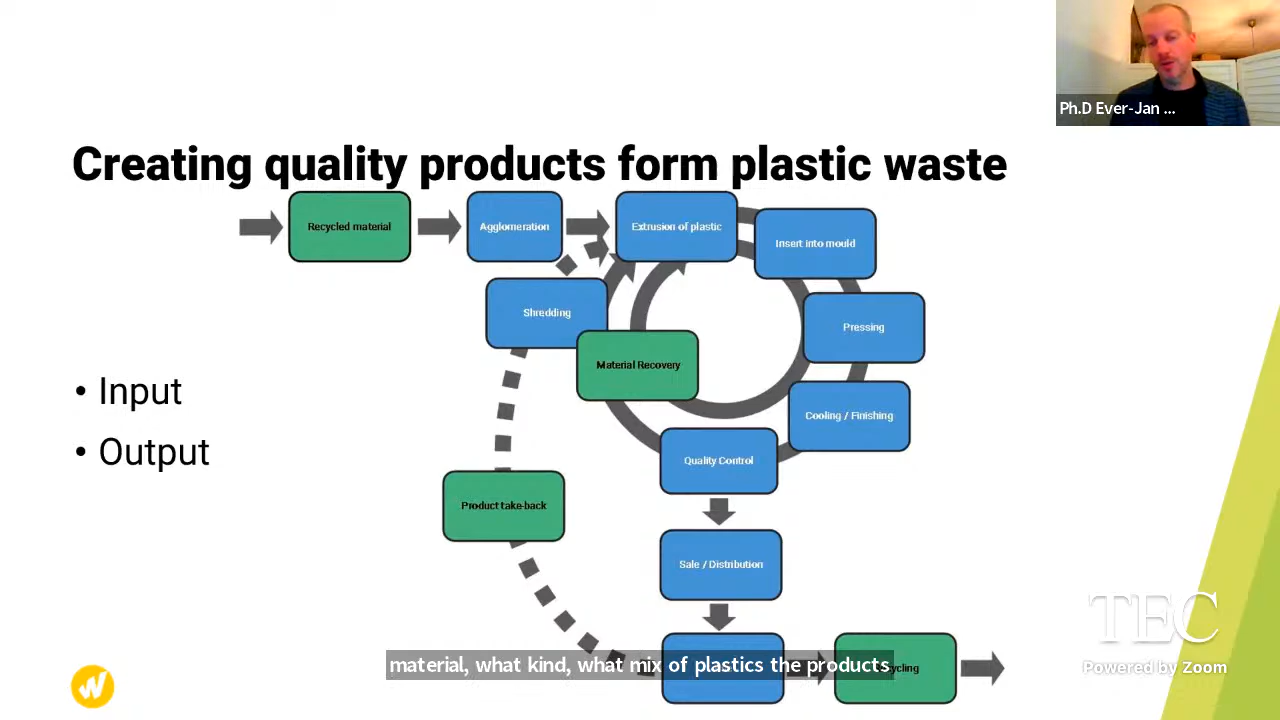 Ph.D Ever-Jan ...
Creating quality products form plastic waste
Recycled material
Agglomeration
Extrusion of plastic
Insert into mould
Shredding
Pressing
Material Recovery
• Input
Cooling / Finishing
• Output
Quality Control
Product take-back
Sale / Distribution
TEC
material, what kind, what mix of plastics the products
cycling
Powered by Zoom
W